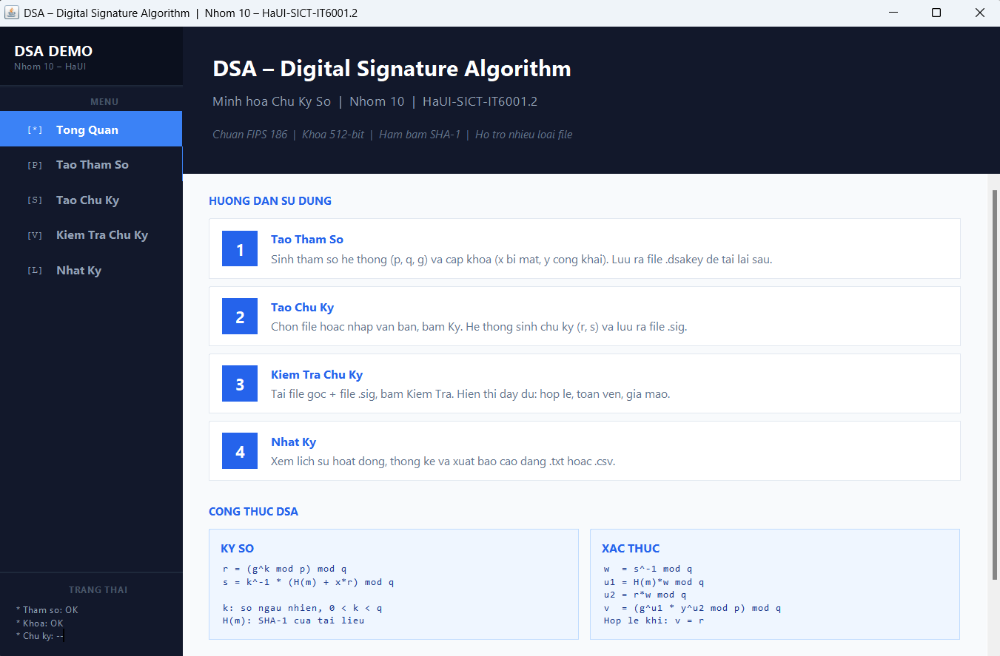 DSA – Digital Signature Algorithm | Nhom 10 – HaUI-SICT-IT6001.2
DSA DEMO
Nhom 10 – HaUI
MENU
[*] Tong Quan
[P] Tao Tham So
[S] Tao Chu Ky
[V] Kiem Tra Chu Ky
[L] Nhat Ky
TRANG THAI
* Tham so: OK
* Khoa: OK
* Chu ky: --
DSA – Digital Signature Algorithm
Minh hoa Chu Ky So | Nhom 10 | HaUI-SICT-IT6001.2
Chuan FIPS 186 | Khoa 512-bit | Ham bam SHA-1 | Ho tro nhieu loai file
HUONG DAN SU DUNG
1
Tao Tham So
Sinh tham so he thong (p, q, g) va cap khoa (x bi mat, y cong khai). Luu ra file .dsakey de tai lai sau.
2
Tao Chu Ky
Chon file hoac nhap van ban, bam Ky. He thong sinh chu ky (r, s) va luu ra file .sig.
3
Kiem Tra Chu Ky
Tai file goc + file .sig, bam Kiem Tra. Hien thi day du: hop le, toan ven, gia mao.
4
Nhat Ky
Xem lich su hoat dong, thong ke va xuat bao cao dang .txt hoac .csv.
CONG THUC DSA
KY SO
r = (g^k mod p) mod q
s = k^-1 * (H(m) + x*r) mod q
k: so ngau nhien, 0 < k < q
H(m): SHA-1 cua tai lieu
XAC THUC
w = s^-1 mod q
u1 = H(m)*w mod q
u2 = r*w mod q
v = (g^u1 * y^u2 mod p) mod q
Hop le khi: v = r